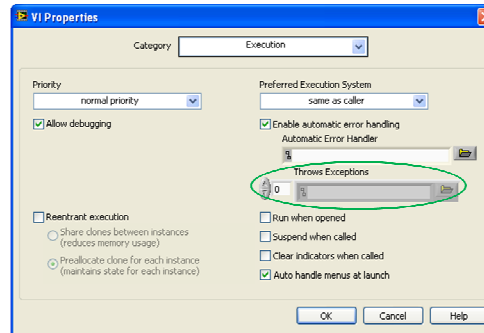 VI Properties
Category
Execution
Priority
normal priority
Allow debugging
Reentrant execution
Share clones between instances
(reduces memory usage)
Preallocate clone for each instance
(maintains state for each instance)
Preferred Execution System
same as caller
Enable automatic error handling
Automatic Error Handler
Throws Exceptions
0
Run when opened
Suspend when called
Clear indicators when called
Auto handle menus at launch
OK
Cancel
Help